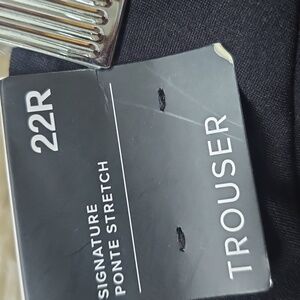 22R
SIGNATURE
PONTE STRETCH
TROUSER